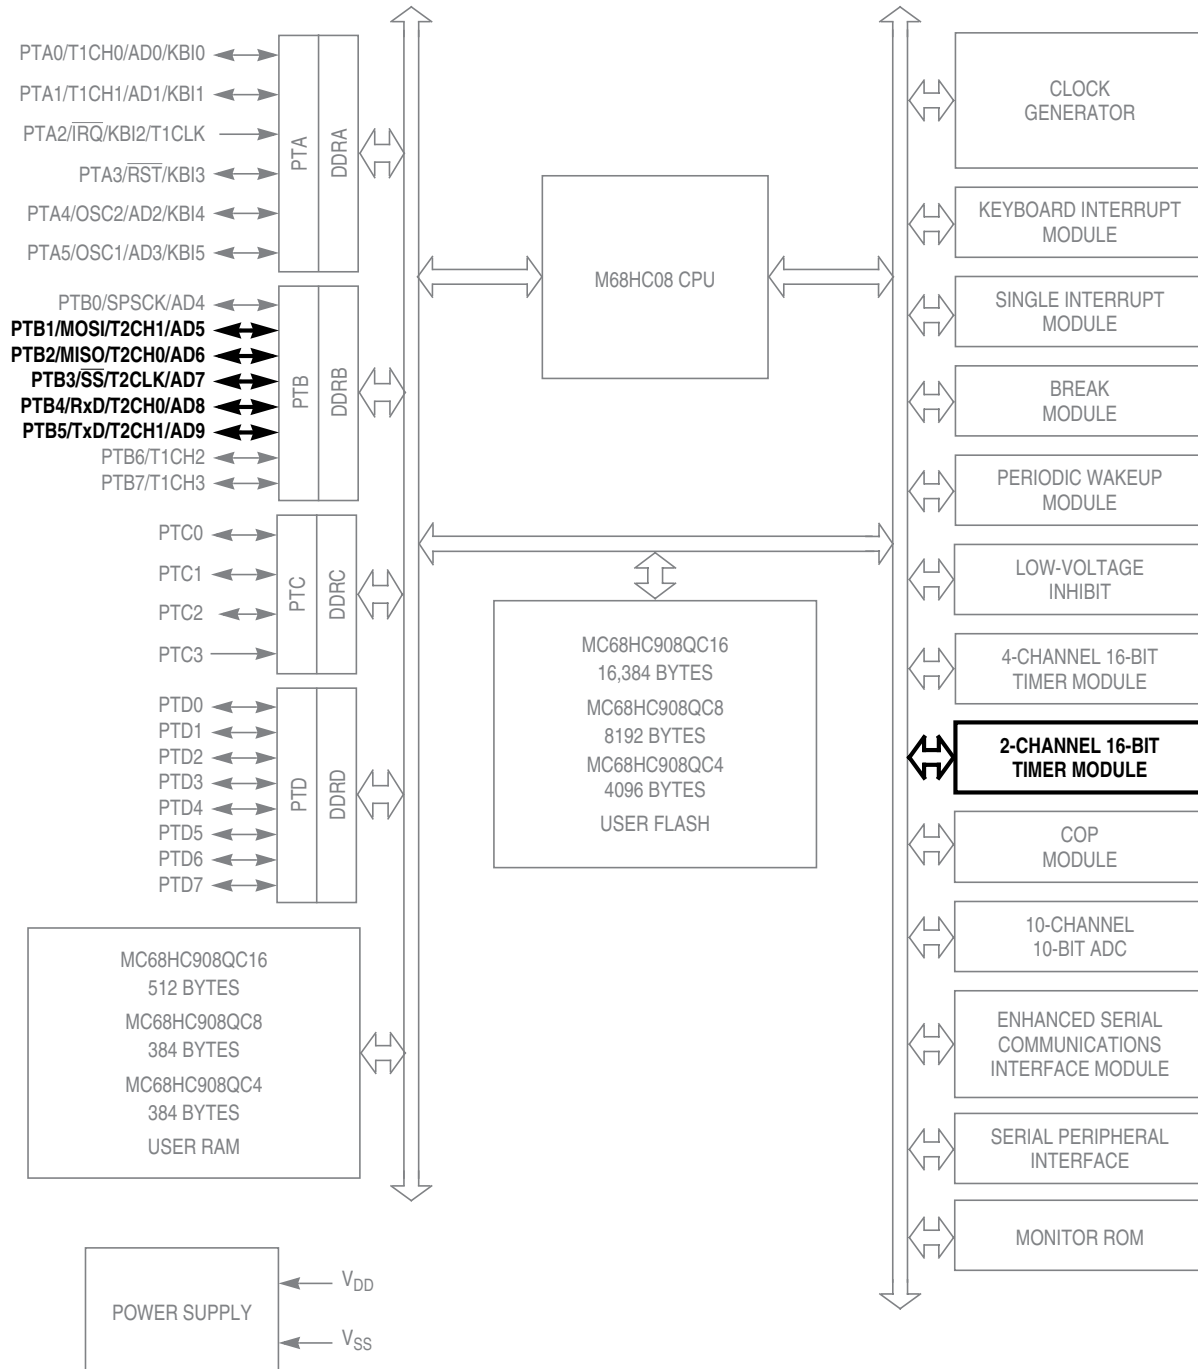 PTA0/T1CH0/AD0/KBI0
PTA1/T1CH1/AD1/KBI1
PTA2/IRQ/KBI2/T1CLK
PTA3/RST/KBI3
PTA4/OSC2/AD2/KBI4
PTA5/OSC1/AD3/KBI5
PTA
DDRA
PTB0/SPSCK/AD4
PTB1/MOSI/T2CH1/AD5
PTB2/MISO/T2CH0/AD6
PTB3/SS/T2CLK/AD7
PTB4/RxD/T2CH0/AD8
PTB5/TxD/T2CH1/AD9
PTB6/T1CH2
PTB7/T1CH3
PTB
DDRB
PTC0
PTC1
PTC2
PTC3
PTC
DDRC
PTD0
PTD1
PTD2
PTD3
PTD4
PTD5
PTD6
PTD7
PTD
DDRD
MC68HC908QC16
512 BYTES
MC68HC908QC8
384 BYTES
MC68HC908QC4
384 BYTES
USER RAM
POWER SUPPLY
VDD
VSS
M68HC08 CPU
MC68HC908QC16
16,384 BYTES
MC68HC908QC8
8192 BYTES
MC68HC908QC4
4096 BYTES
USER FLASH
CLOCK
GENERATOR
KEYBOARD INTERRUPT
MODULE
SINGLE INTERRUPT
MODULE
BREAK
MODULE
PERIODIC WAKEUP
MODULE
LOW-VOLTAGE
INHIBIT
4-CHANNEL 16-BIT
TIMER MODULE
2-CHANNEL 16-BIT
TIMER MODULE
COP
MODULE
10-CHANNEL
10-BIT ADC
ENHANCED SERIAL
COMMUNICATIONS
INTERFACE MODULE
SERIAL PERIPHERAL
INTERFACE
MONITOR ROM